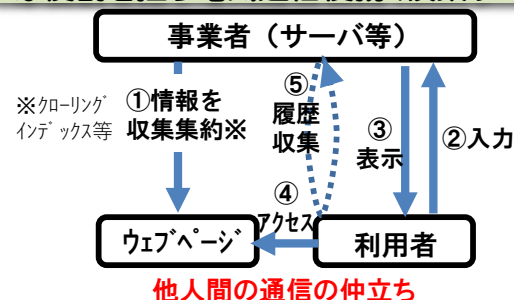 事業者（サーバ等）
※クローリング
インデックス等
①情報を
収集集約※
⑤
履歴
収集
③
表示
②入力
④
アクセス
ウェブページ
利用者
他人間の通信の仲立ち